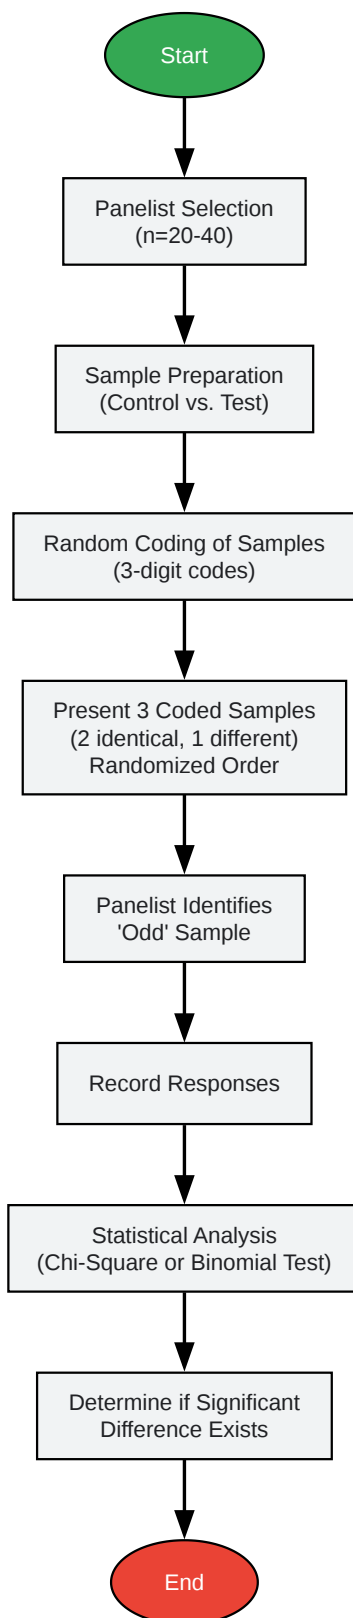 Start
Panelist Selection
(n=20-40)
Sample Preparation
(Control vs. Test)
Random Coding of Samples
(3-digit codes)
Present 3 Coded Samples
(2 identical, 1 different)
Randomized Order
Panelist Identifies
'Odd' Sample
Record Responses
Statistical Analysis
(Chi-Square or Binomial Test)
Determine if Significant
Difference Exists
End